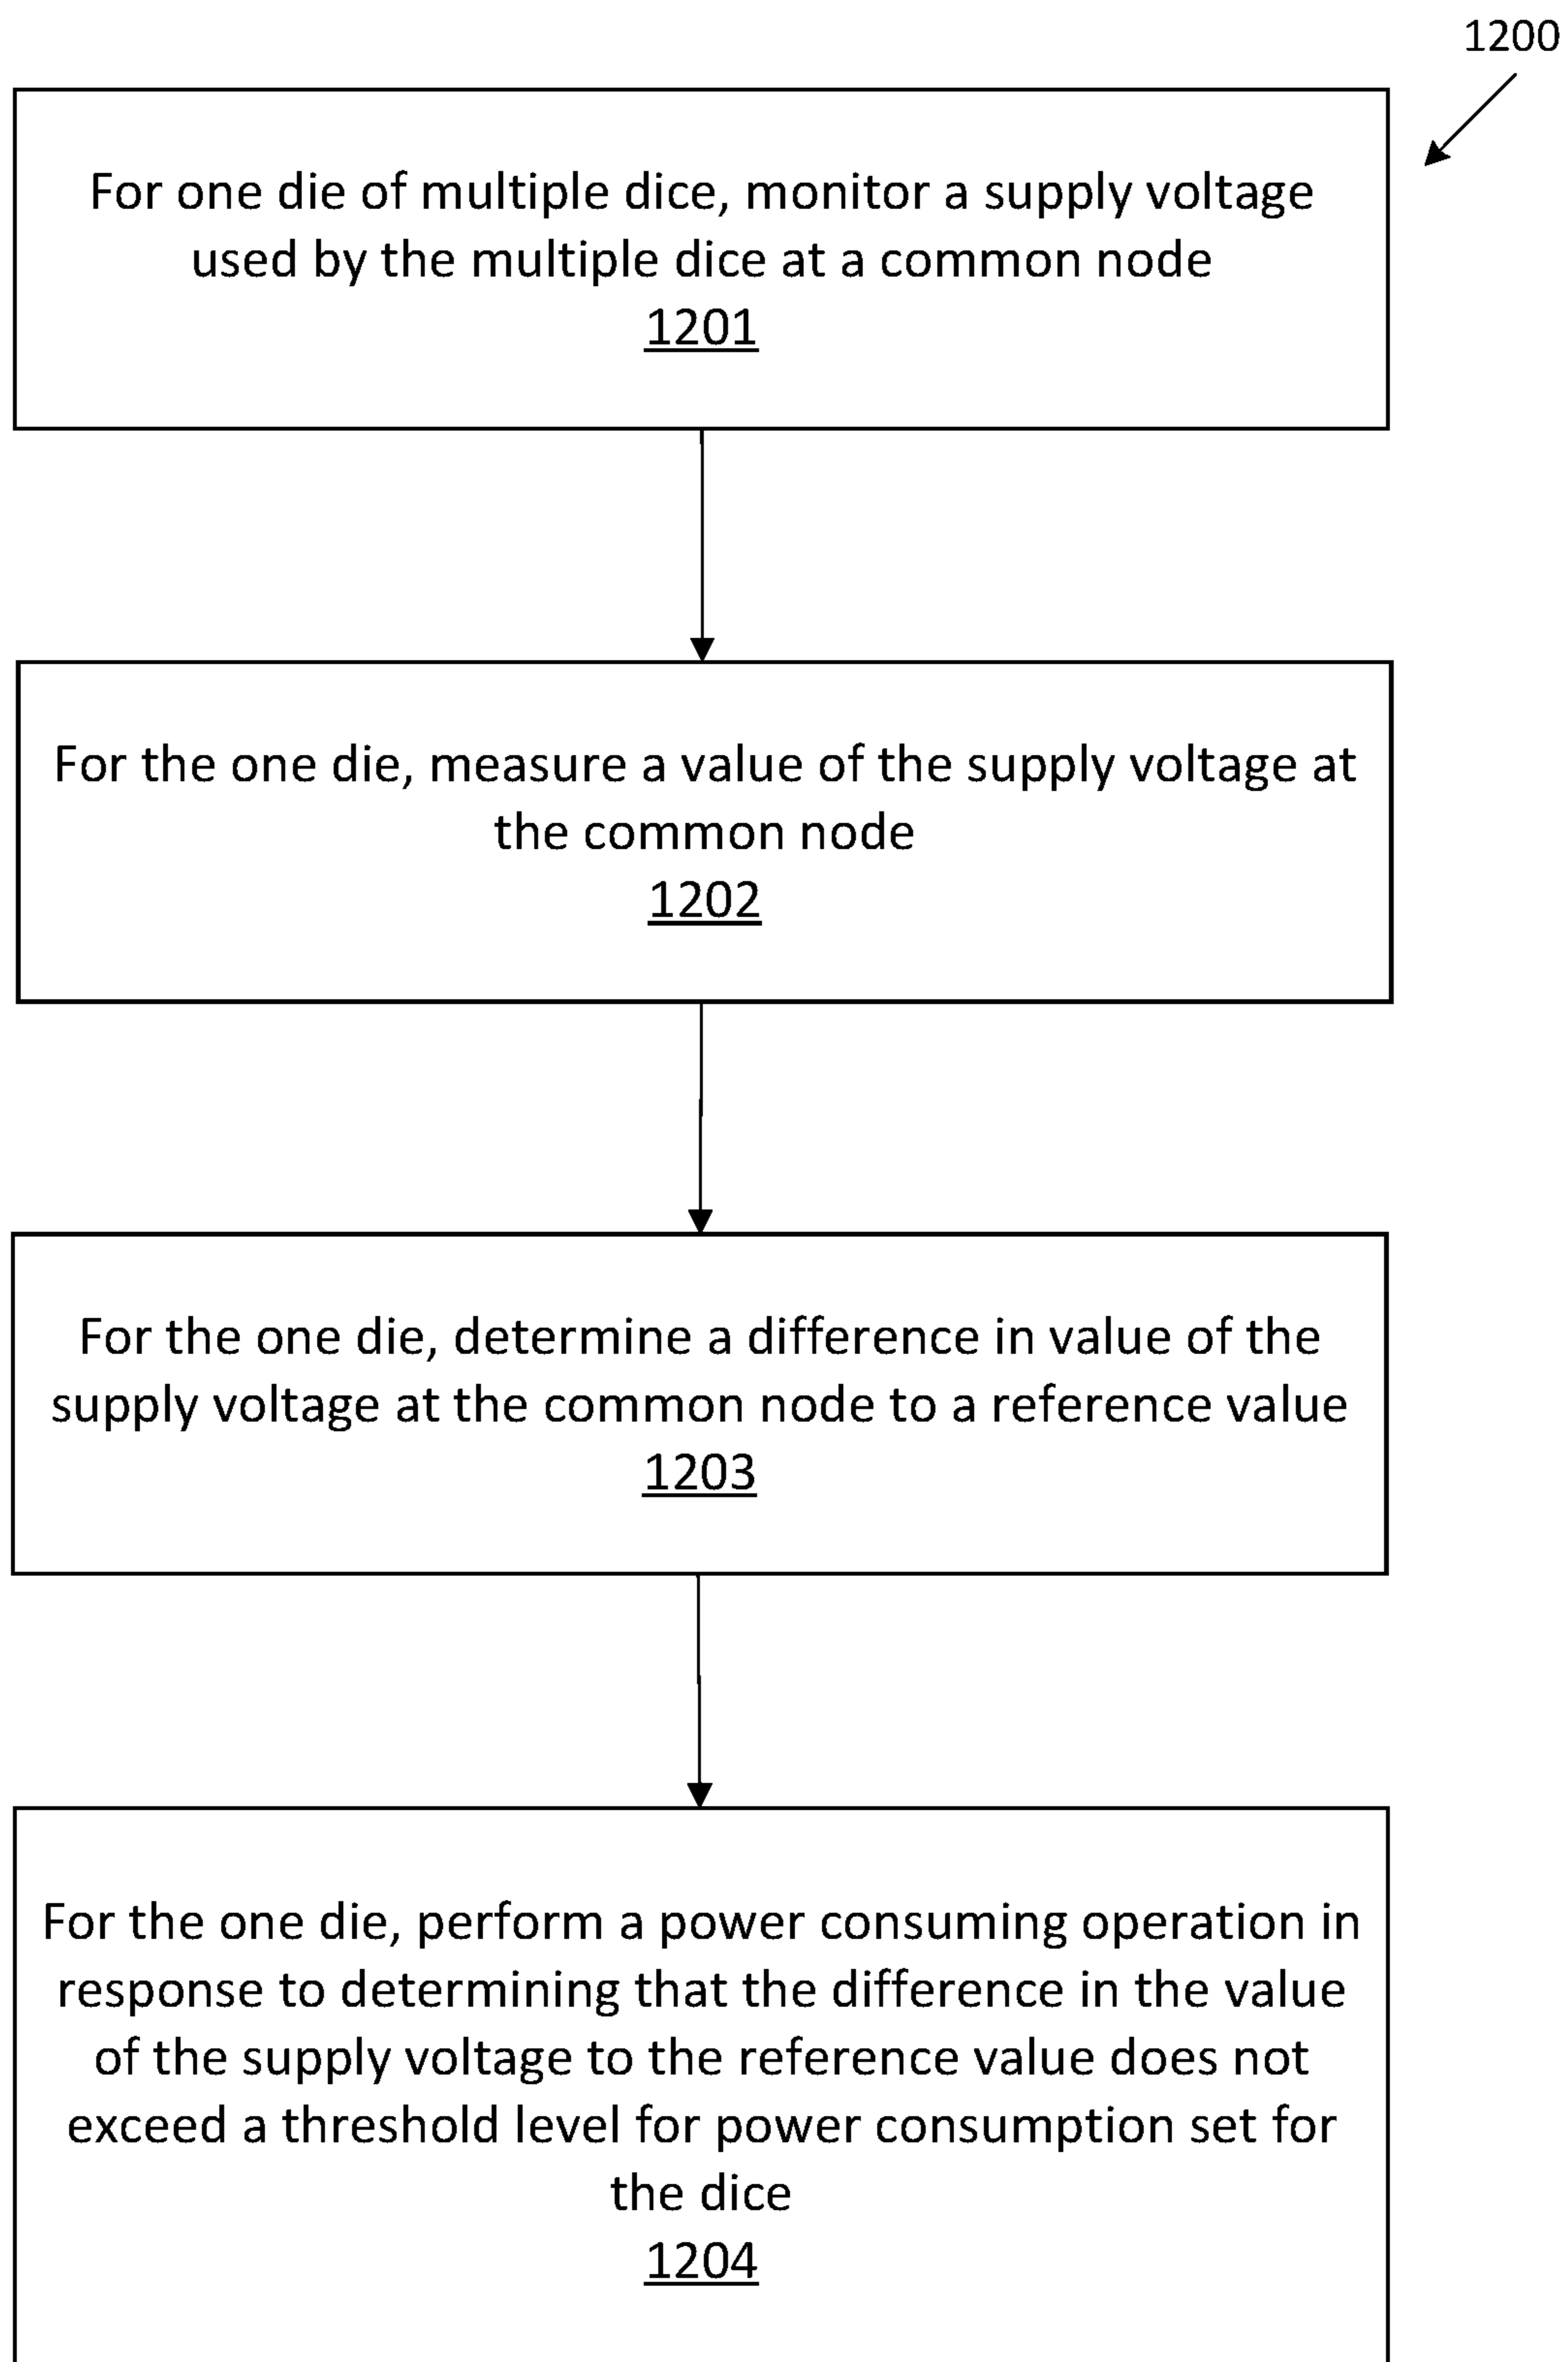 1200
For one die of multiple dice, monitor a supply voltage
used by the multiple dice at a common node
1201
For the one die, measure a value of the supply voltage at
the common node
1202
For the one die, determine a difference in value of the
supply voltage at the common node to a reference value
1203
For the one die, perform a power consuming operation in
response to determining that the difference in the value
of the supply voltage to the reference value does not
exceed a threshold level for power consumption set for
the dice
1204